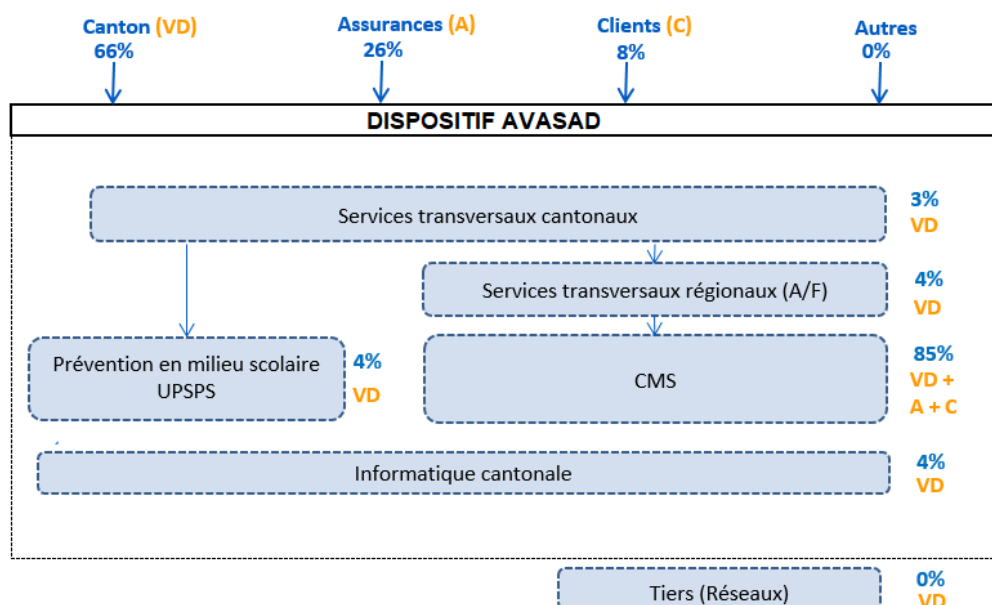 Canton (VD)
66%
Assurances (A)
26%
Clients (C)
8%
Autres
0%
DISPOSITIF AVASAD
Services transversaux cantonaux
3%
VD
Services transversaux régionaux (A/F)
4%
VD
Prévention en milieu scolaire
UPSPS
4%
VD
CMS
85%
VD +
A + C
Informatique cantonale
4%
VD
Tiers (Réseaux)
0%
VD